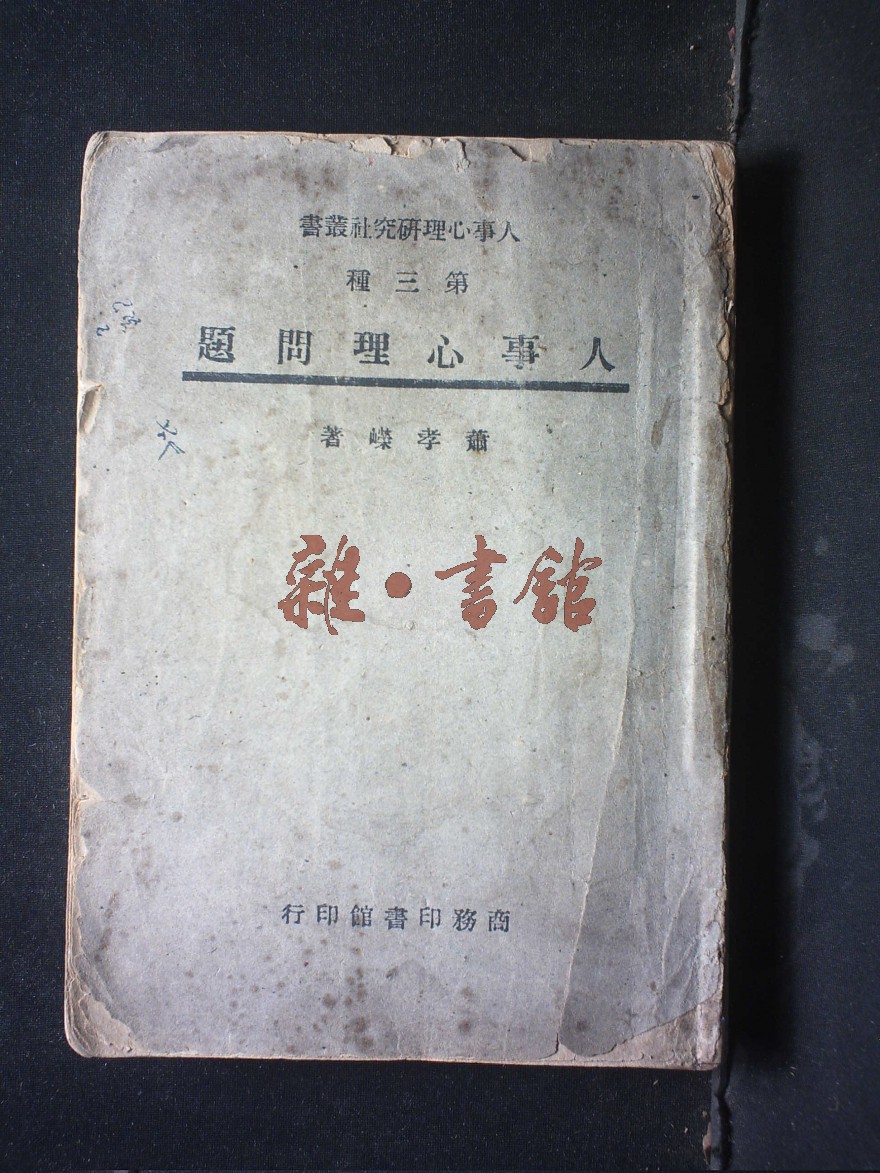 人事心理研究社叢書
第三種
人事心理問題
蕭孝嶸著
雜·書館
商務印書館印行